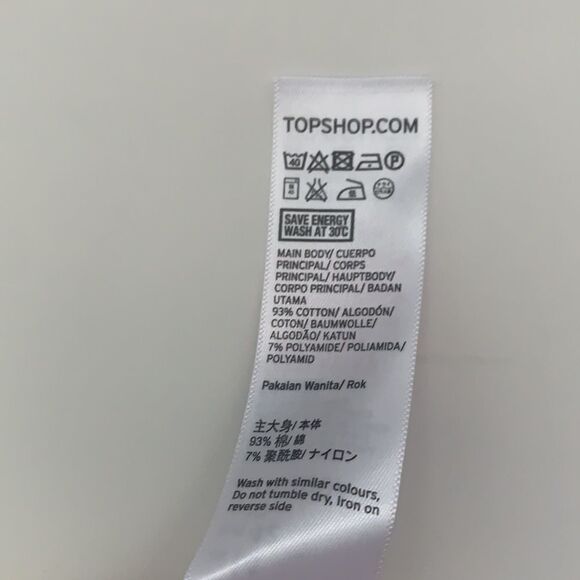 TOPSHOP.COM
40 P
SAVE ENERGY
WASH AT 30°C
MAIN BODY/ CUERPO
PRINCIPAL/ CORPS
PRINCIPAL/ HAUPTBODY/
CORPO PRINCIPAL/ BADAN
UTAMA
93% COTTON/ ALGODÓN/
COTON/ BAUMWOLLE/
ALGODÃO/ KATUN
7% POLYAMIDE/ POLIAMIDA/
POLYAMID
Pakaian Wanita/ Rok
主大身/ 本体
93% 棉/ 綿
7% 聚酰胺/ ナイロン
Wash with similar colours,
Do not tumble dry, Iron on
reverse side